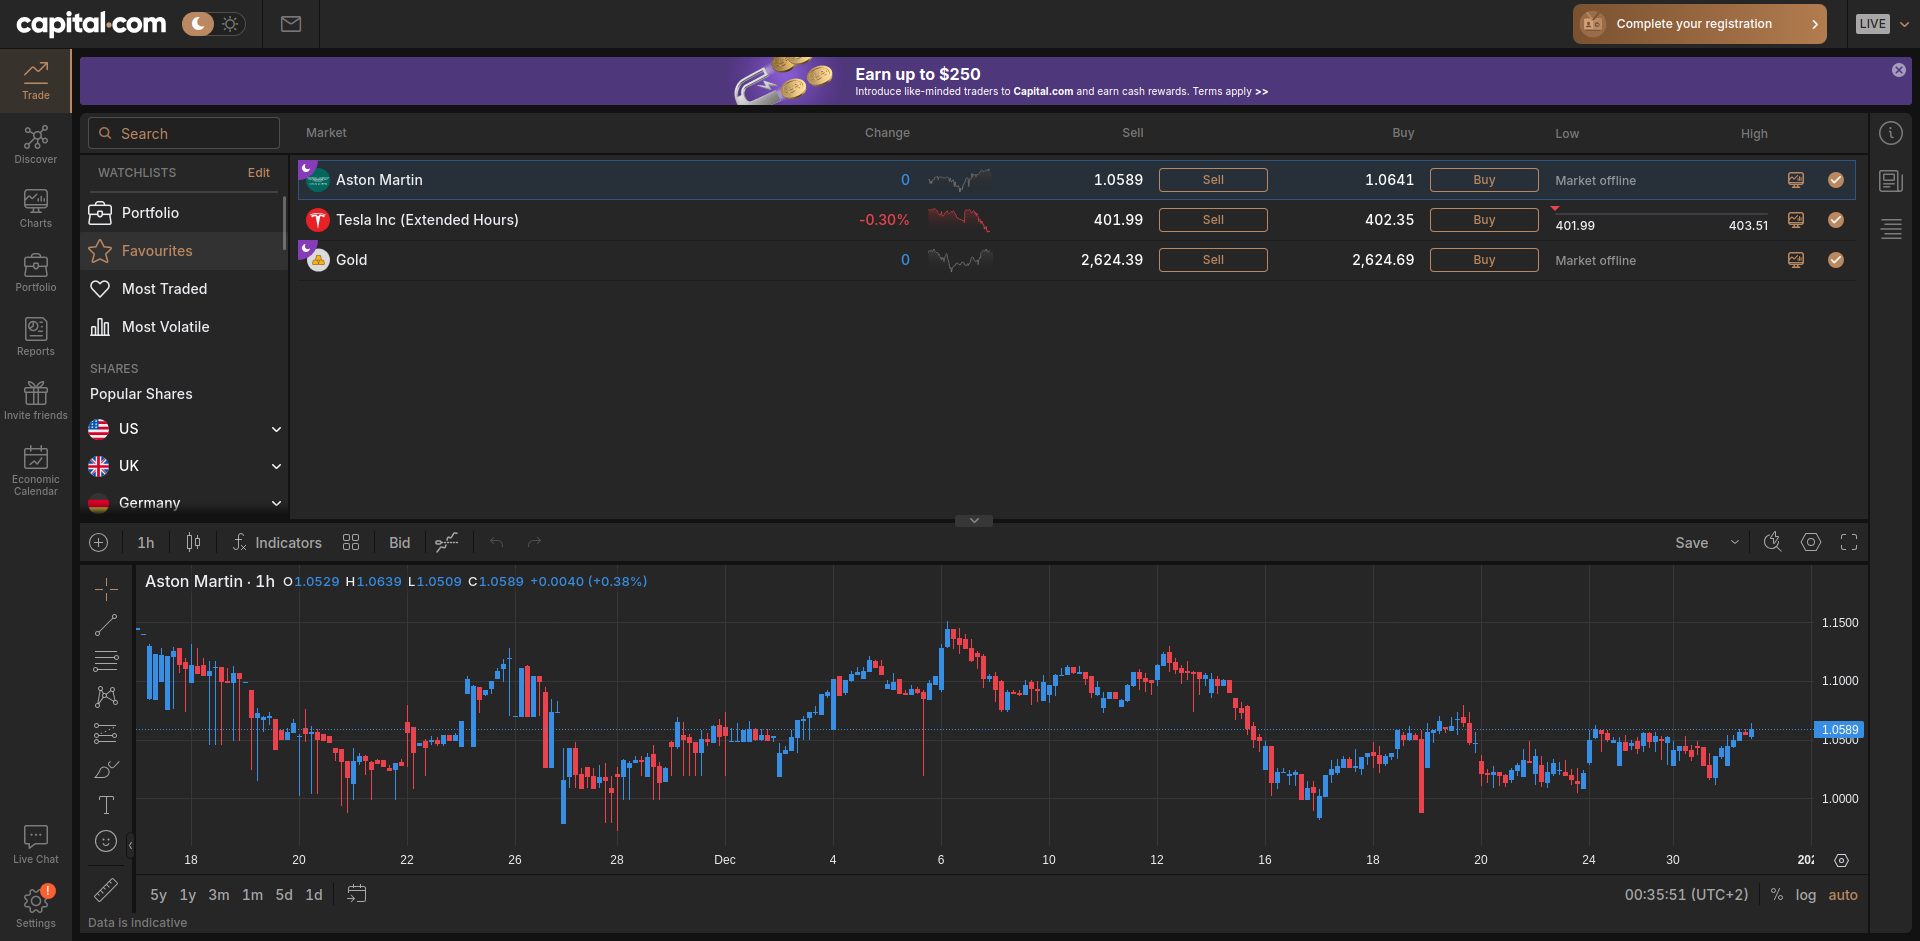 capital.com
Complete your registration
LIVE
Trade
Discover
Charts
Portfolio
Reports
Invite friends
Economic
Calendar
Live Chat
!
Settings
Earn up to $250
Introduce like-minded traders to Capital.com and earn cash rewards. Terms apply >>
Search
Market Change Sell Buy Low High
WATCHLISTS Edit
Portfolio
Favourites
Most Traded
Most Volatile
SHARES
Popular Shares
US
UK
Germany
Aston Martin 0 1.0589 Sell 1.0641 Buy Market offline
Tesla Inc (Extended Hours) -0.30% 401.99 Sell 402.35 Buy 401.99 403.51
Gold 0 2,624.39 Sell 2,624.69 Buy Market offline
1h Indicators Bid Save
Aston Martin · 1h O1.0529 H1.0639 L1.0509 C1.0589 +0.0040 (+0.38%)
1.1500
1.1000
1.0589
1.0500
1.0000
18 20 22 26 28 Dec 4 6 10 12 16 18 20 24 30 202
5y 1y 3m 1m 5d 1d 00:35:51 (UTC+2) % log auto
Data is indicative